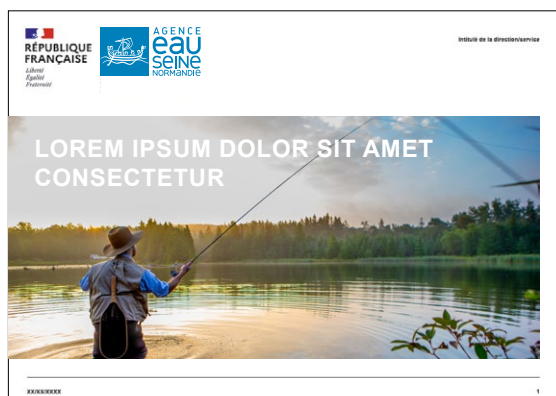 RÉPUBLIQUE
FRANÇAISE
Liberté
Égalité
Fraternité
AGENCE
eau
SEINE
NORMANDIE
Intitulé de la direction/service
LOREM IPSUM DOLOR SIT AMET
CONSECTETUR
XX/XX/XXXX
1